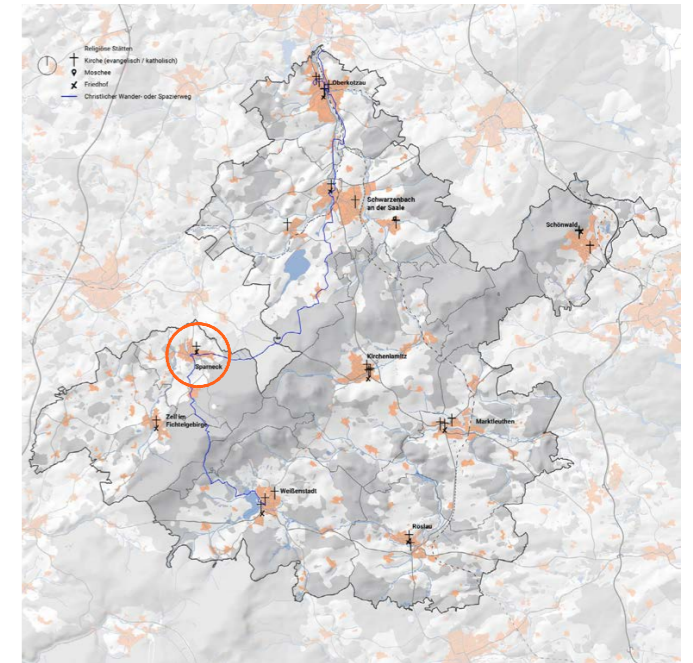 Religiöse Stätten
Kirche (evangelisch / katholisch)
Moschee
Friedhof
Christlicher Wander- oder Spazierweg
Oberkotzau
Schwarzenbach
an der Saale
Schönwald
Sparneck
Kirchenlamitz
Zell im
Fichtelgebirge
Marktleuthen
Weißenstadt
Röslau